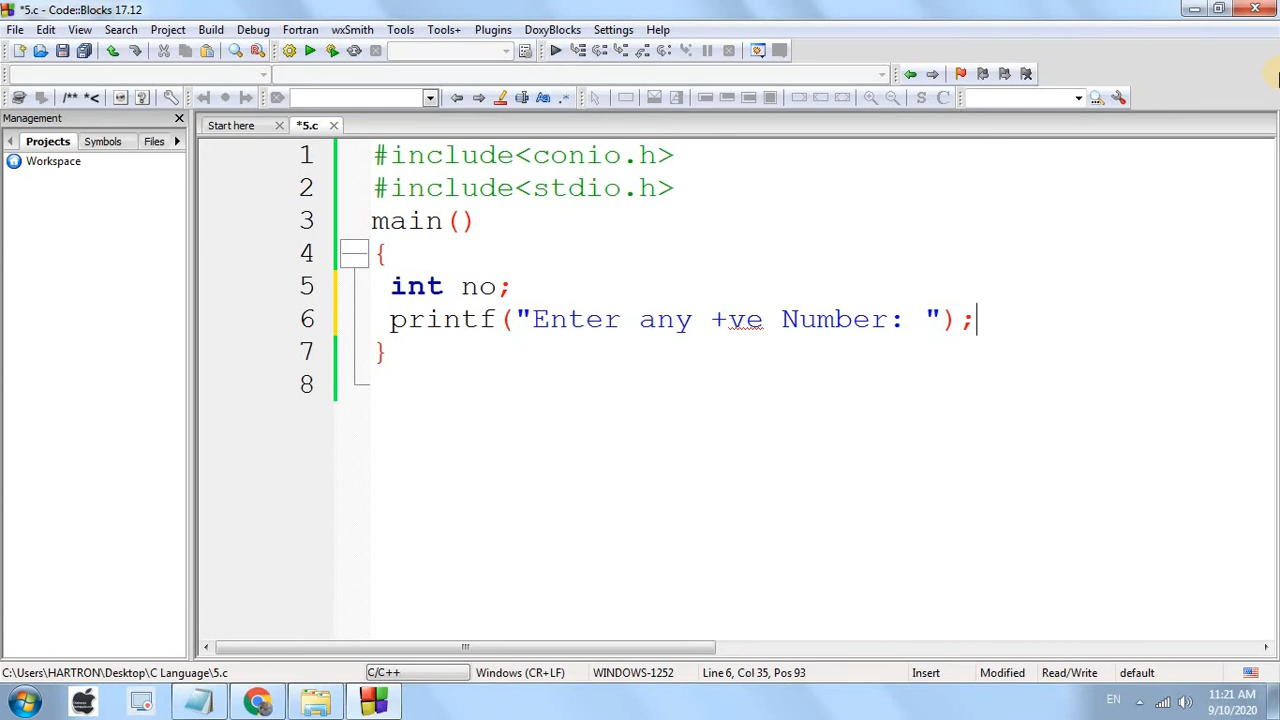 *5.c - Code::Blocks 17.12
File Edit View Search Project Build Debug Fortran wxSmith Tools Tools+ Plugins DoxyBlocks Settings Help
/** *<
S C
Management
Projects Symbols Files
Workspace
Start here *5.c
1 #include<conio.h>
2 #include<stdio.h>
3 main()
4 {
5 int no;
6 printf("Enter any +ve Number: ");
7 }
8
C:\USERS\HARTRON\Desktop\C Language\5.c C/C++ Windows (CR+LF) WINDOWS-1252 Line 6, Col 35, Pos 93 Insert Modified Read/Write default
EN 11:21 AM
9/10/2020